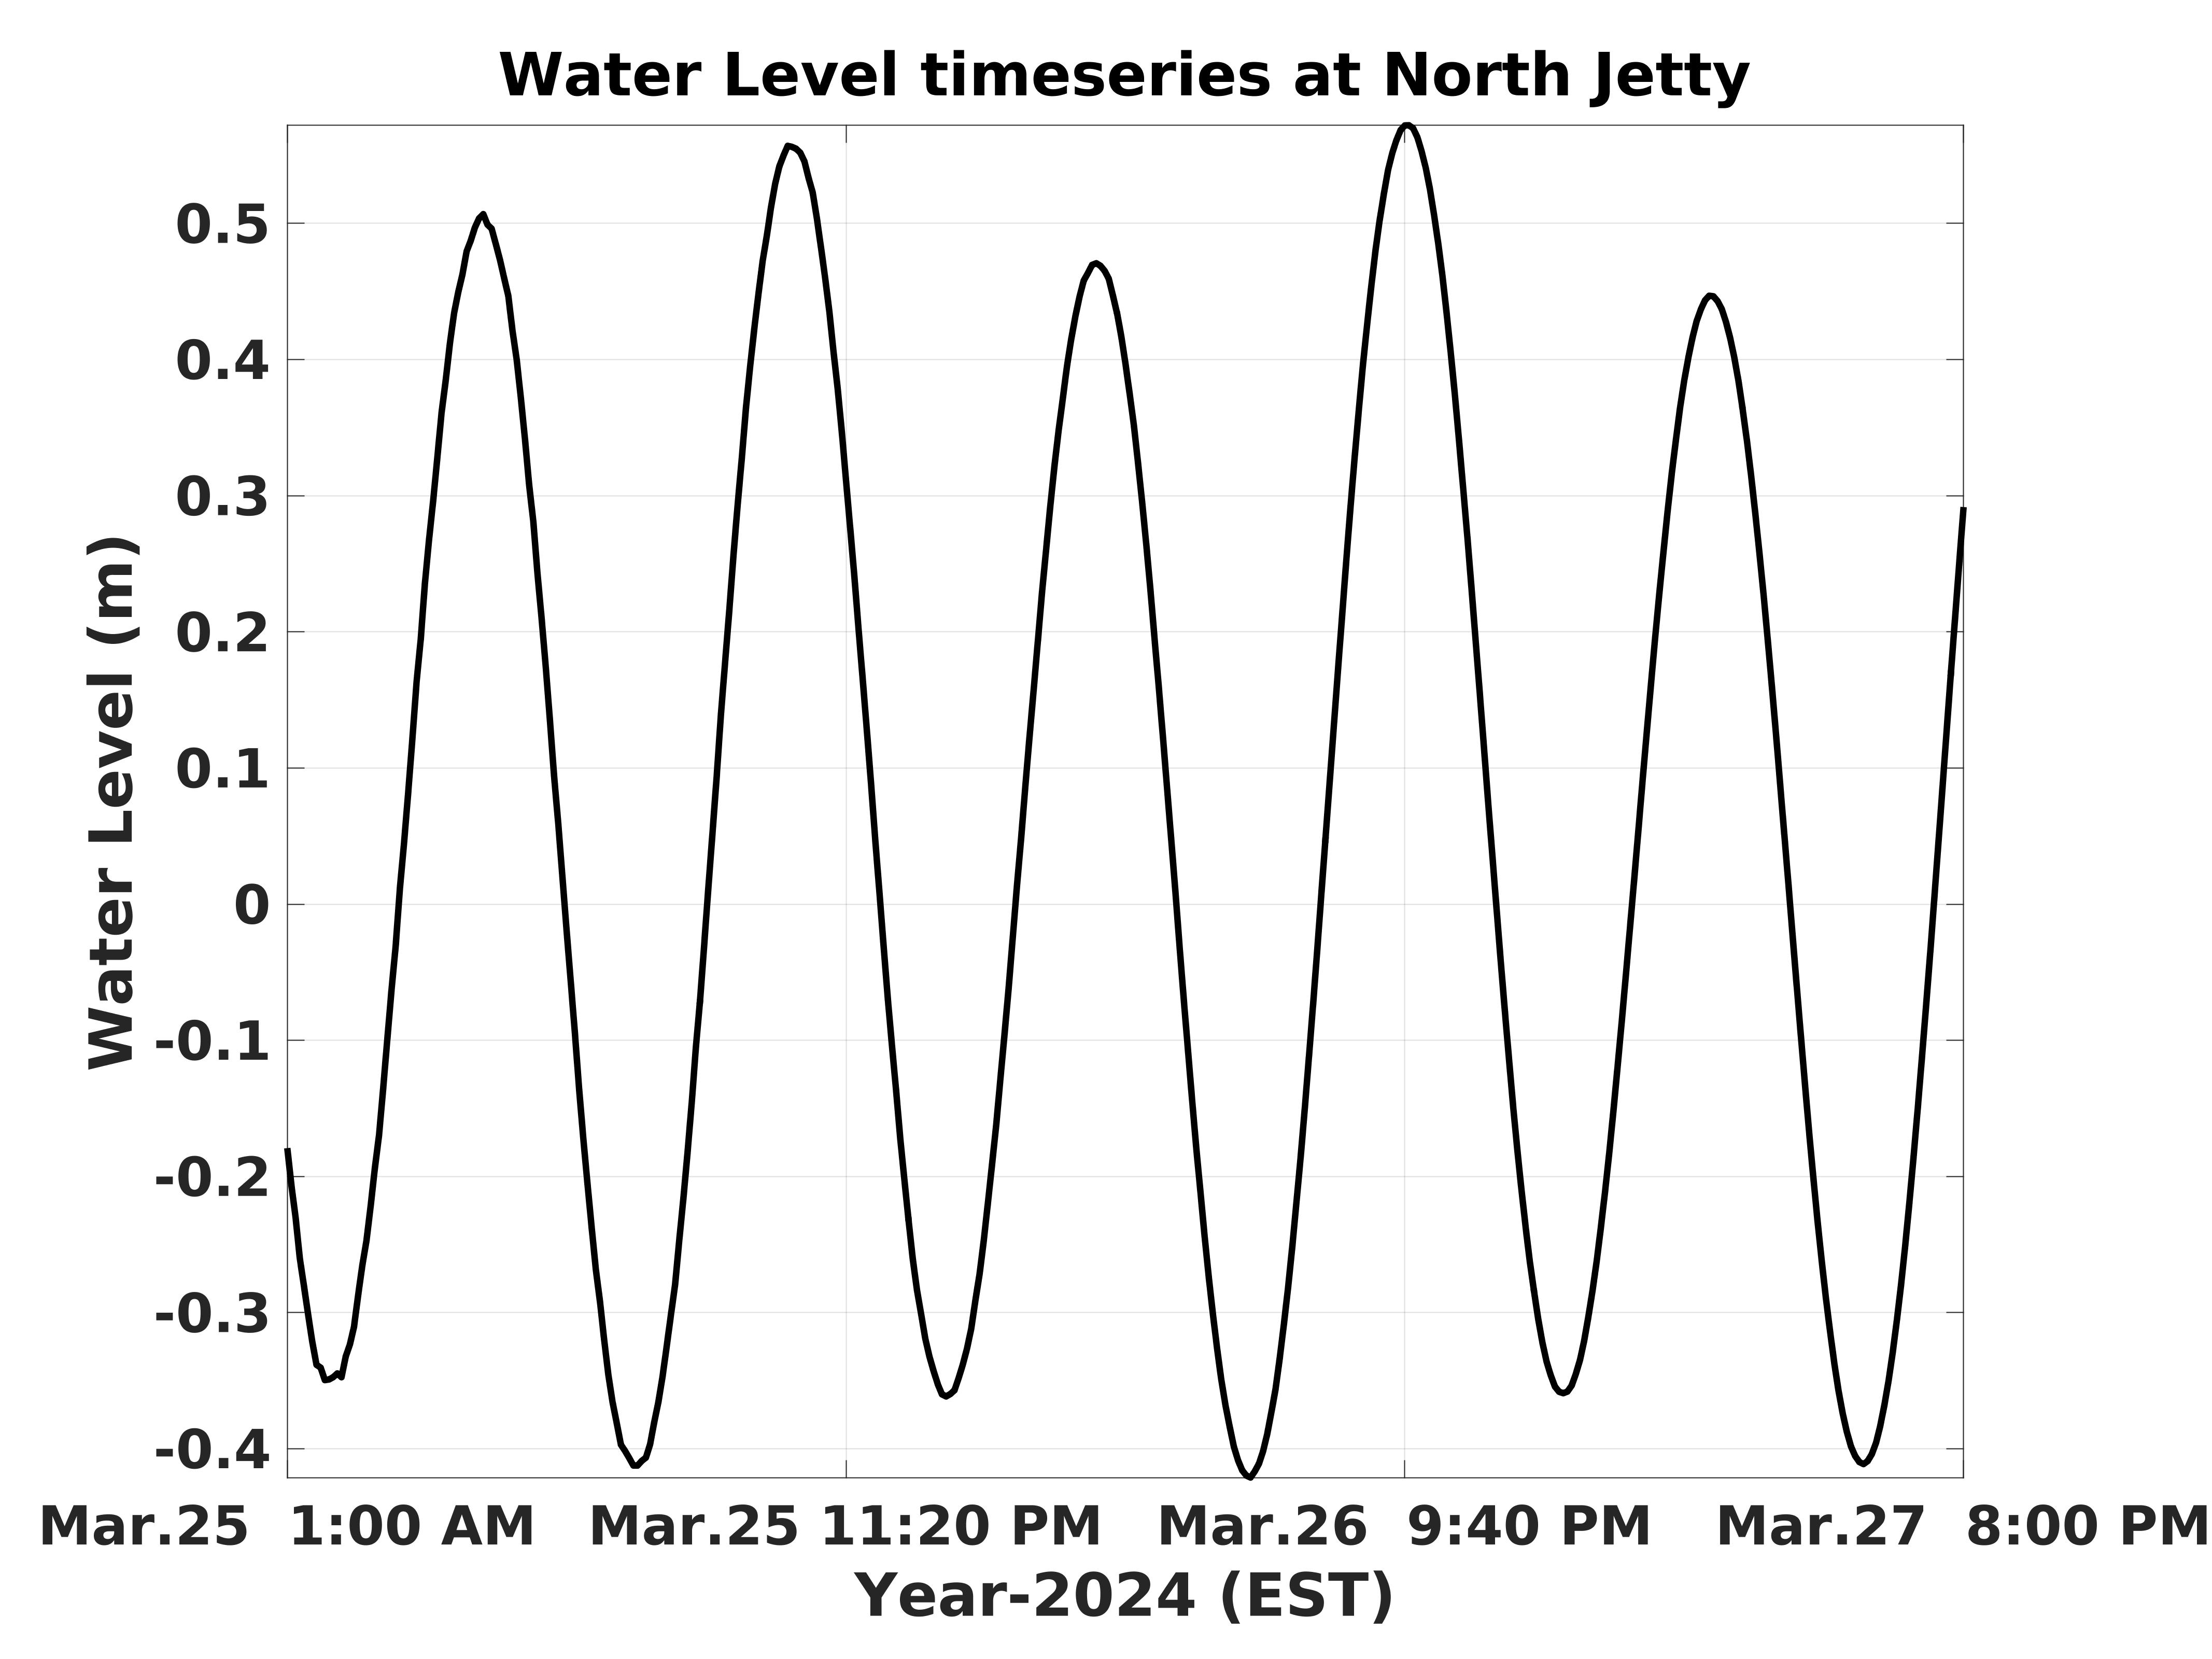 Water Level timeseries at North Jetty
Water Level (m)
0.5
0.4
0.3
0.2
0.1
0
-0.1
-0.2
-0.3
-0.4
Mar.25 1:00 AM Mar.25 11:20 PM Mar.26 9:40 PM Mar.27 8:00 PM
Year-2024 (EST)